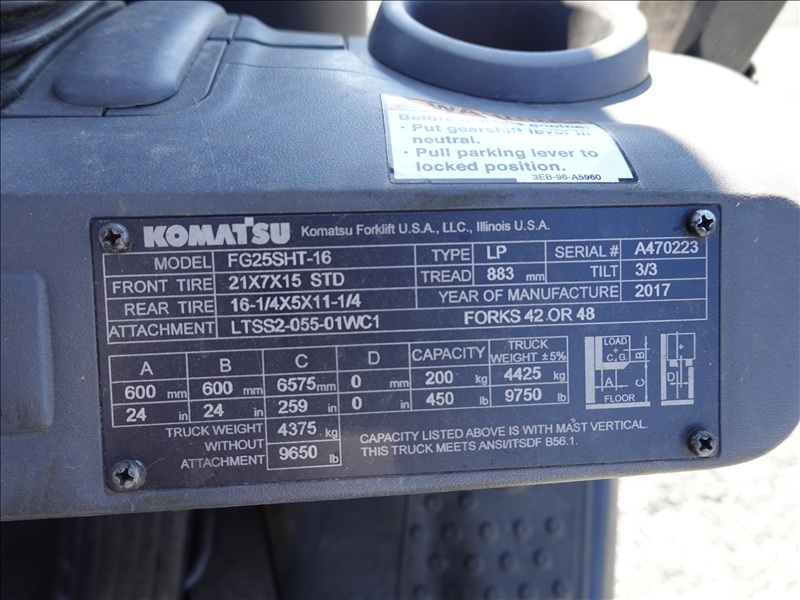 Before
· Put gearshift lever in
neutral.
· Pull parking lever to
locked position.
3EB-96-A5960
KOMATSU Komatsu Forklift U.S.A., LLC., Illinois U.S.A.
MODEL FG25SHT-16 TYPE LP SERIAL # A470223
FRONT TIRE 21X7X15 STD TREAD 883 mm TILT 3/3
REAR TIRE 16-1/4X5X11-1/4 YEAR OF MANUFACTURE 2017
ATTACHMENT LTSS2-055-01WC1 FORKS 42 OR 48
A B C D CAPACITY TRUCK WEIGHT ±5%
600 mm 600 mm 6575 mm 0 mm 200 kg 4425 kg
24 in 24 in 259 in 0 in 450 lb 9750 lb
TRUCK WEIGHT WITHOUT ATTACHMENT 4375 kg
9650 lb
CAPACITY LISTED ABOVE IS WITH MAST VERTICAL.
THIS TRUCK MEETS ANSI/ITSDF B56.1.
LOAD
C, G.
B
A
C
D
FLOOR